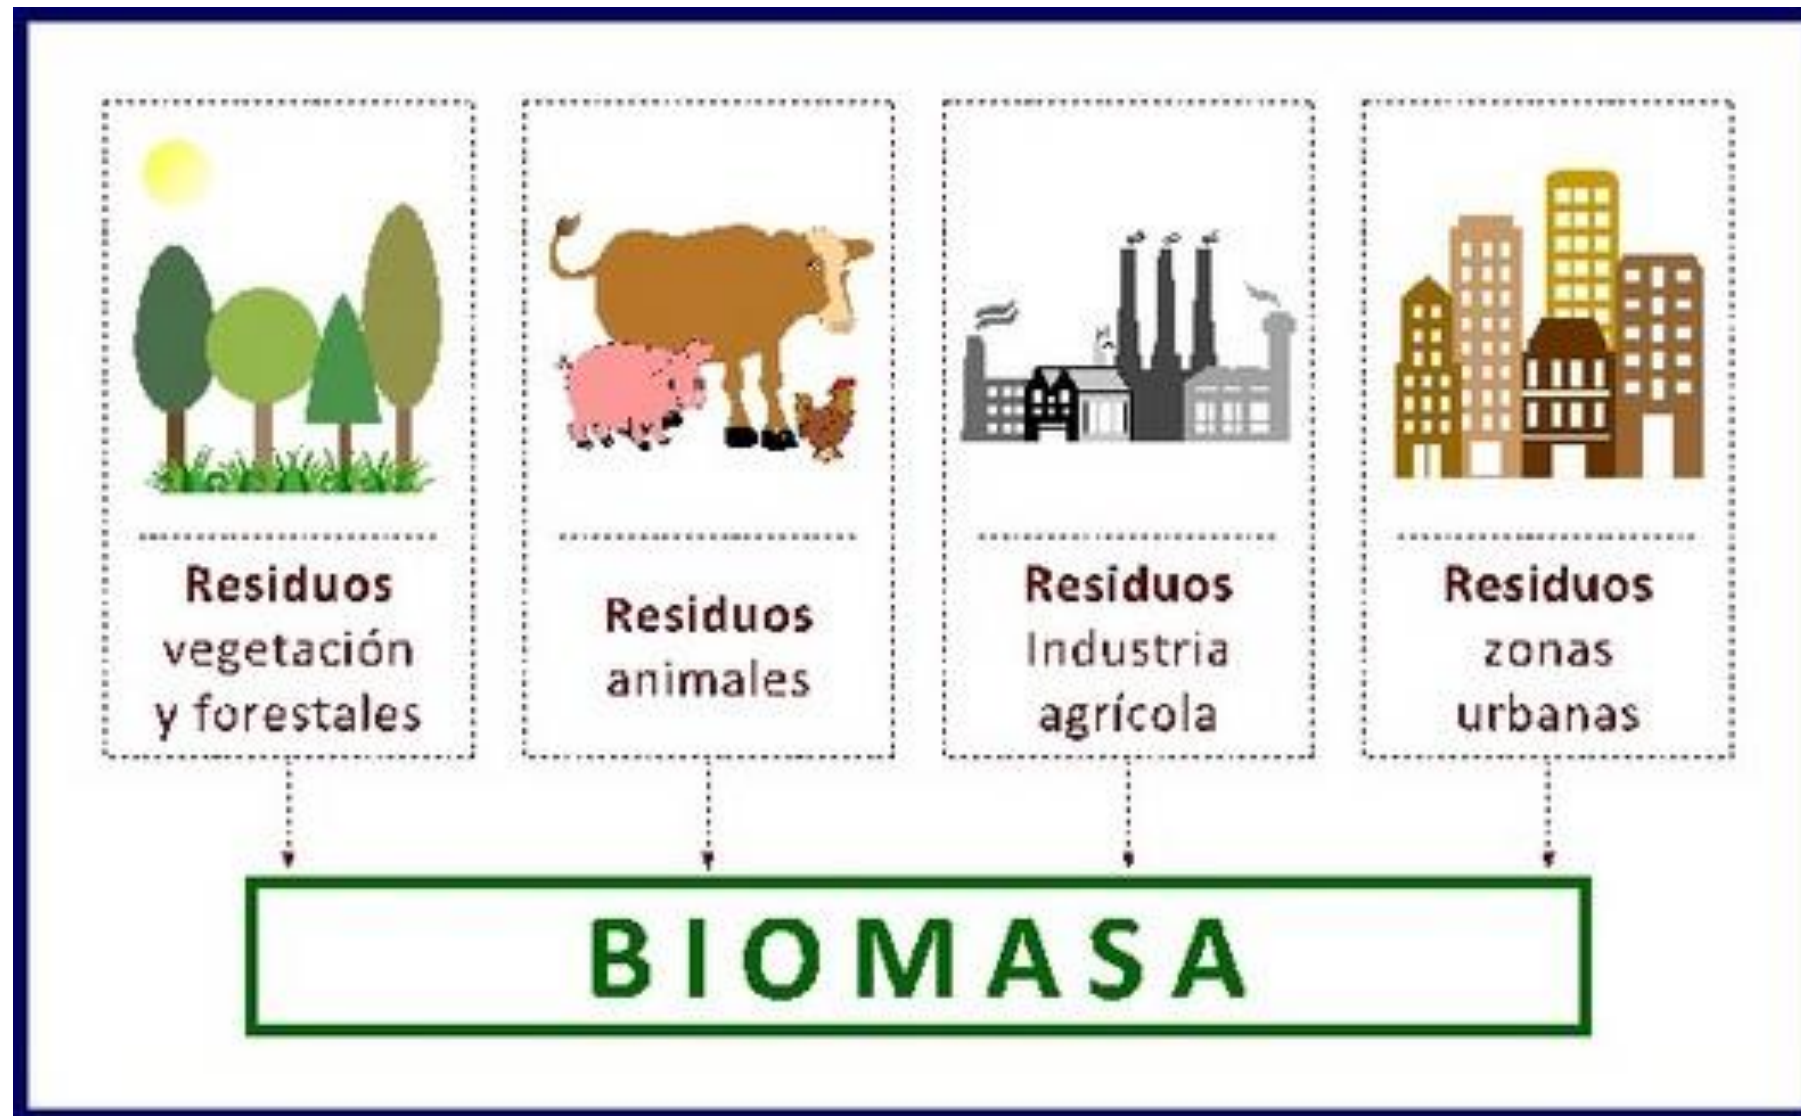 Residuos
vegetación
y forestales
Residuos
animales
Residuos
Industria
agrícola
Residuos
zonas
urbanas
BIOMASA